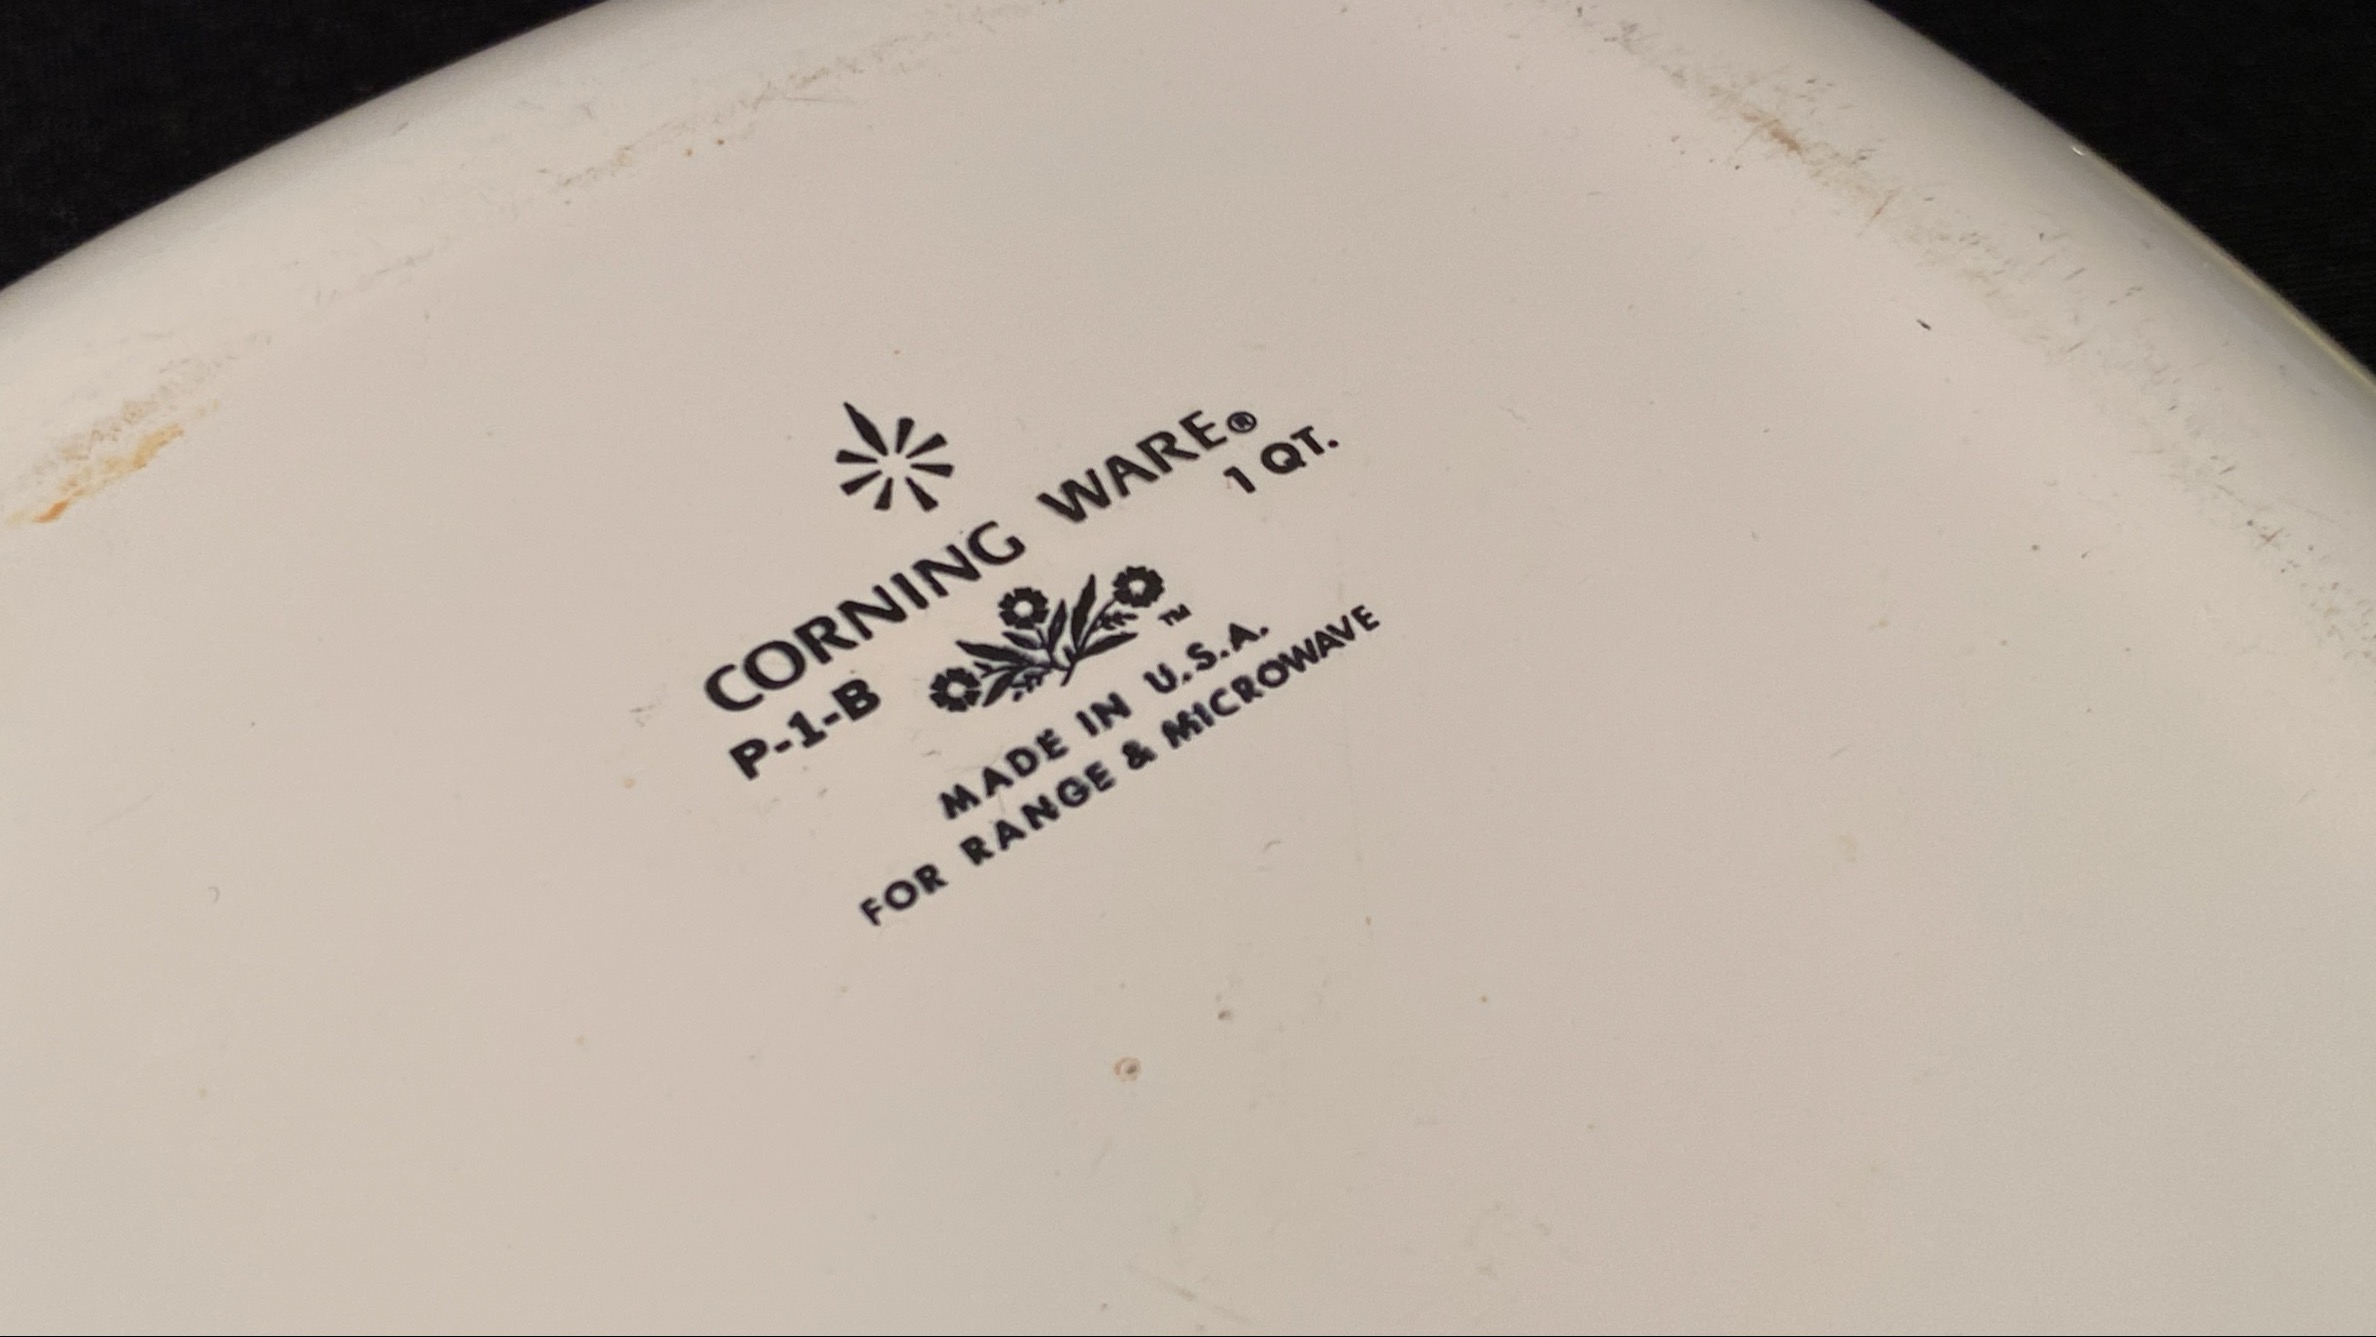 CORNING WARE®
P-1-B 1 QT.
™
MADE IN U.S.A.
FOR RANGE & MICROWAVE